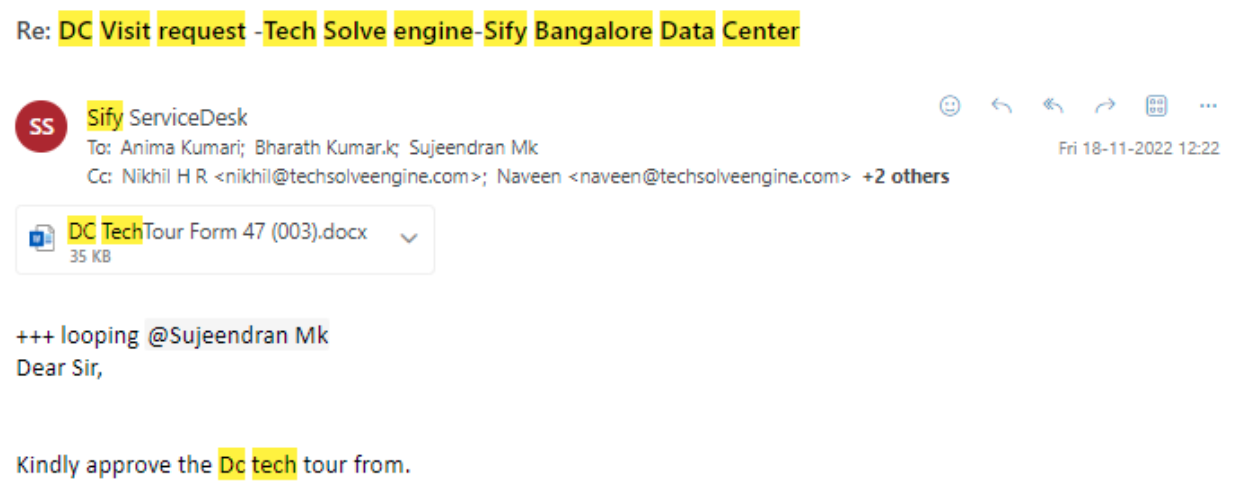 Re: DC Visit request -Tech Solve engine-Sify Bangalore Data Center
SS
Sify ServiceDesk
To: Anima Kumari; Bharath Kumar.k; Sujeendran Mk
Fri 18-11-2022 12:22
Cc: Nikhil H R <nikhil@techsolveengine.com>; Naveen <naveen@techsolveengine.com> +2 others
DC TechTour Form 47 (003).docx
35 KB
+++ looping @Sujeendran Mk
Dear Sir,
Kindly approve the Dc tech tour from.